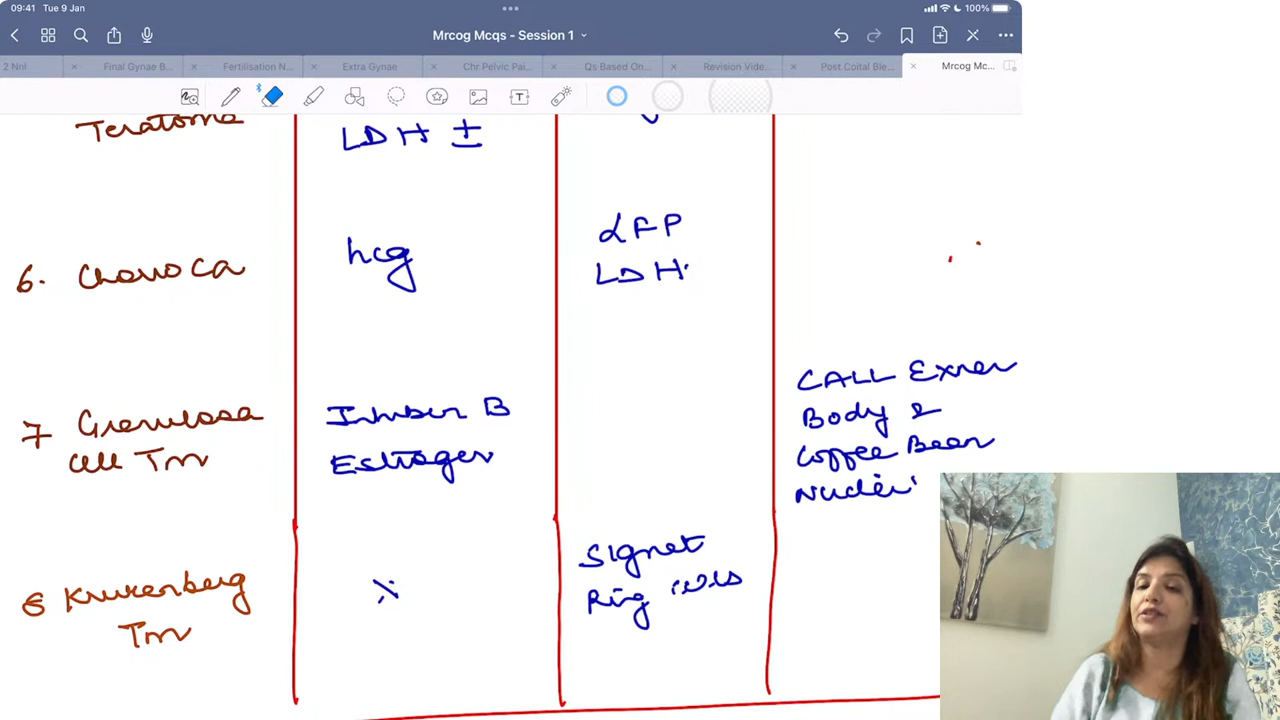 09:41 Tue 9 Jan
100%
Mrcog Mcqs - Session 1
2 Nni
Final Gynae B...
Fertilisation N...
Extra Gynae
Chr Pelvic Pai...
Qs Based On...
Revision Vide...
Post Coital Ble...
Mrcog Mc...
Teratoma
LDH ±
6. Chorio Ca
hcg
αFP
LDH
7 Granulosa
Cell Tm
Inhibin B
Estrogen
CALL Exner
Body &
Coffee Bean
Nuclei
8 Krukenberg
Tm
X
Signet
Ring cells